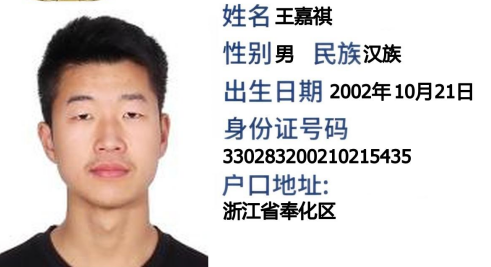 姓名 王嘉祺
性别 男 民族 汉族
出生日期 2002年10月21日
身份证号码
330283200210215435
户口地址:
浙江省奉化区